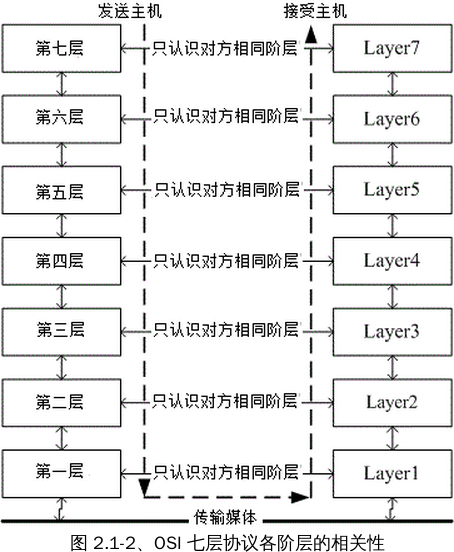 发送主机 接受主机
第七层 只认识对方相同阶层 Layer7
第六层 只认识对方相同阶层 Layer6
第五层 只认识对方相同阶层 Layer5
第四层 只认识对方相同阶层 Layer4
第三层 只认识对方相同阶层 Layer3
第二层 只认识对方相同阶层 Layer2
第一层 只认识对方相同阶层 Layer1
传输媒体
图 2.1-2、OSI 七层协议各阶层的相关性